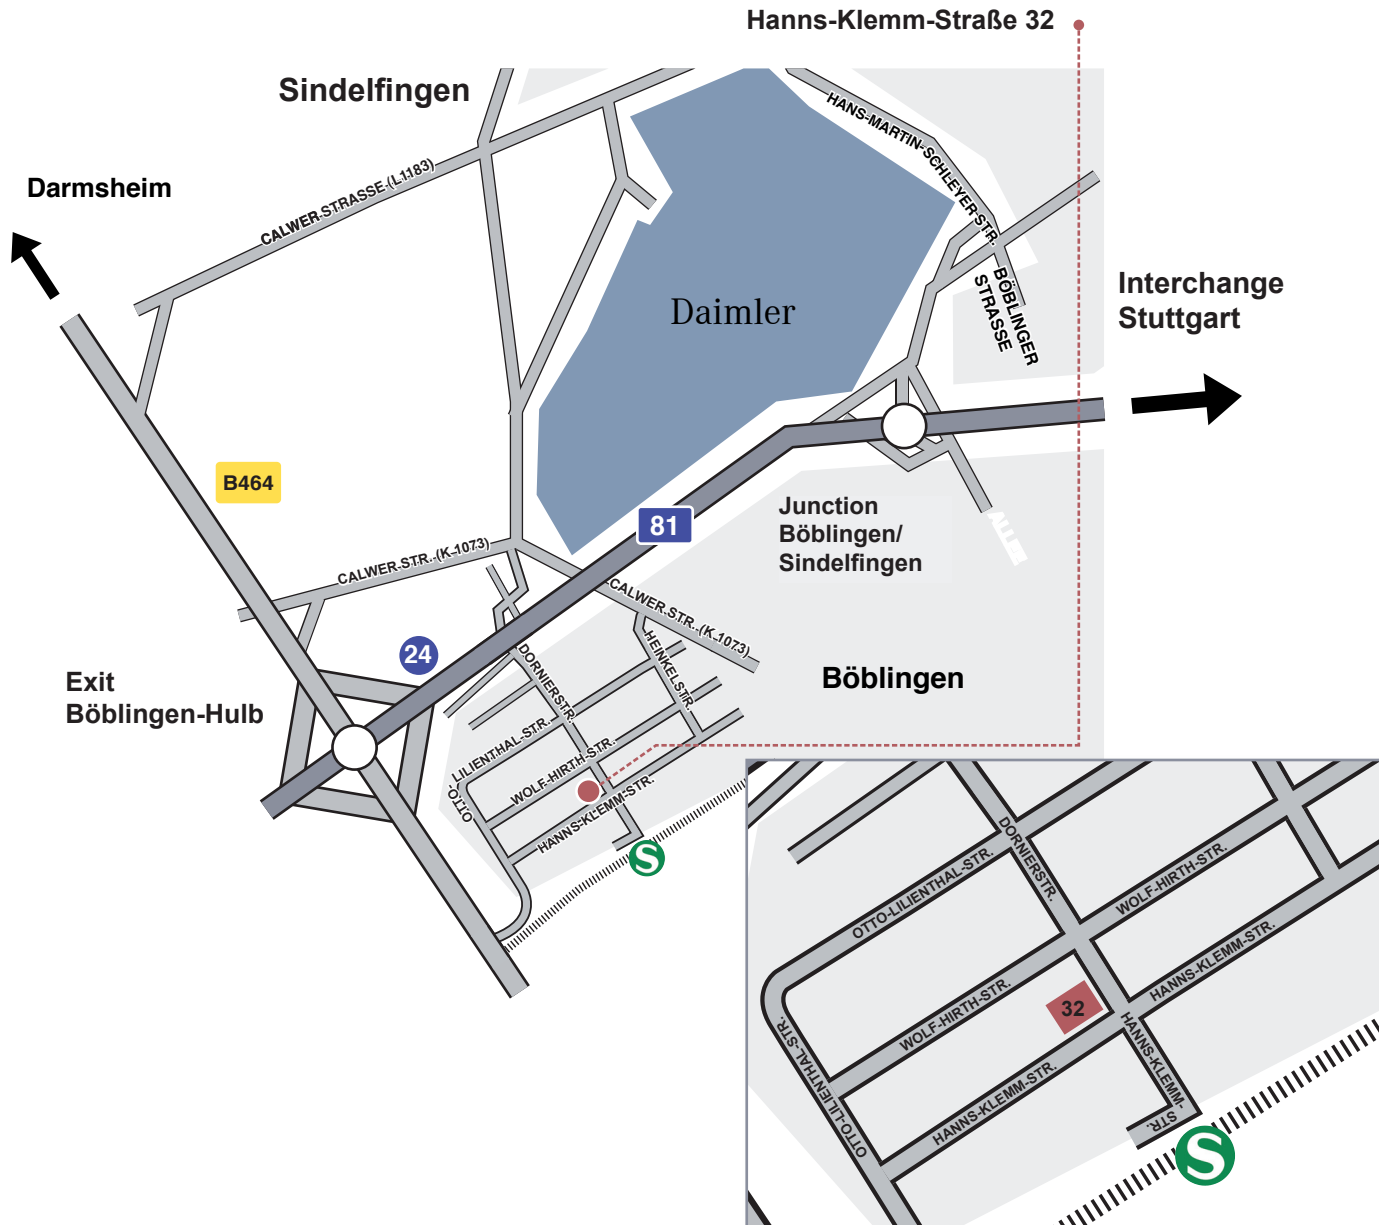 Hanns-Klemm-Straße 32
Sindelfingen
HANS-MARTIN-SCHLEYER-STR.
Darmsheim
CALWER-STRASSE (L1183)
BÖBLINGER
STRASSE
Interchange
Stuttgart
Daimler
B464
81
Junction
Böblingen/
Sindelfingen
ALLEE
CALWER STR. (K 1073)
CALWER STR. (K 1073)
24
Exit
Böblingen-Hulb
DORNIERSTR.
HEINKELSTR.
Böblingen
OTTO-
LILIENTHAL-STR.
WOLF-HIRTH-STR.
HANNS-KLEMM-STR.
S
DORNIERSTR.
OTTO-LILIENTHAL-STR.
WOLF-HIRTH-STR.
HANNS-KLEMM-STR.
WOLF-HIRTH-STR.
32
OTTO-LILIENTHAL-STR.
HANNS-KLEMM-STR.
HANNS-KLEMM-
STR.
S